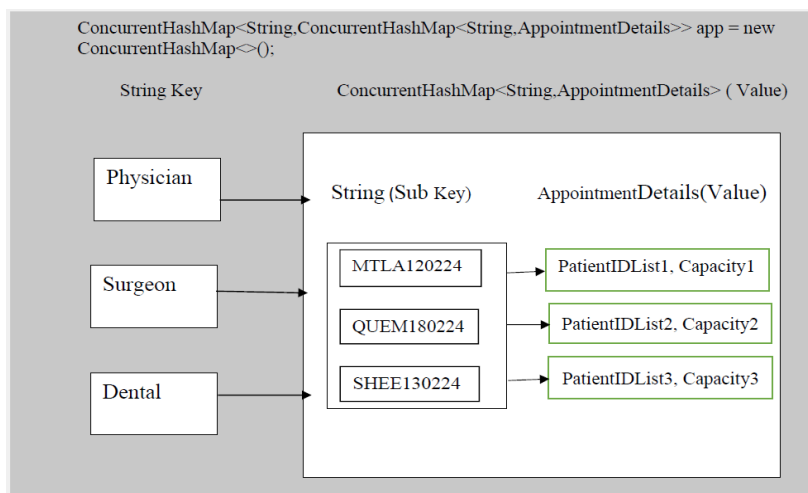 ConcurrentHashMap<String,ConcurrentHashMap<String,AppointmentDetails>> app = new
ConcurrentHashMap<>();
String Key
ConcurrentHashMap<String,AppointmentDetails> ( Value)
Physician
String (Sub Key)
AppointmentDetails(Value)
MTLA120224
PatientIDList1, Capacity1
Surgeon
QUEM180224
PatientIDList2, Capacity2
Dental
SHEE130224
PatientIDList3, Capacity3